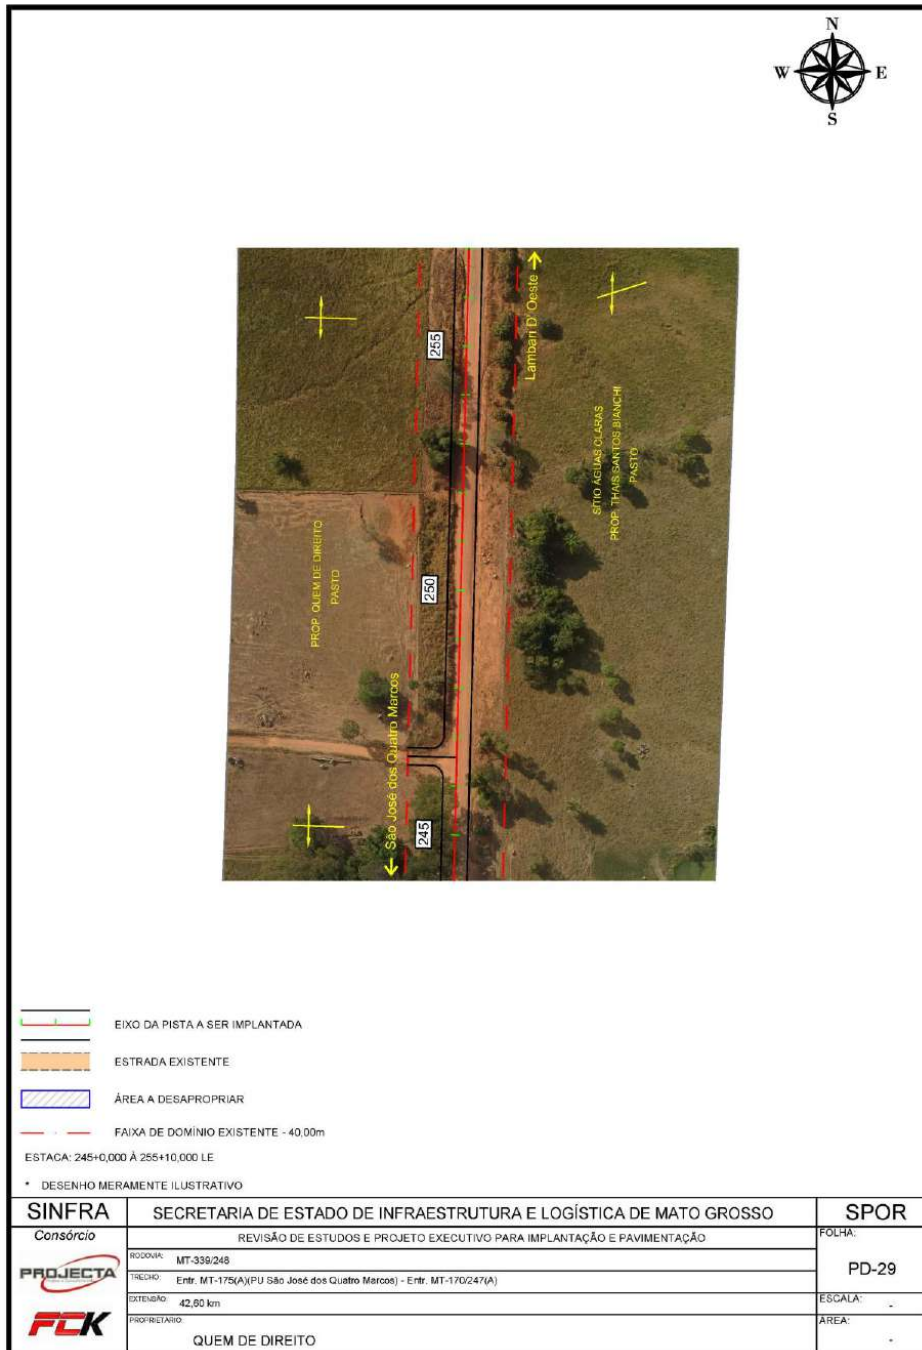 N
W E
S
Lambari D' Oeste →
255
SÍTIO ÁGUAS CLARAS
PROP. THAIS SANTOS BIANCHI
PASTO
PROP. QUEM DE DIREITO
PASTO
250
← São José dos Quatro Marcos
245
EIXO DA PISTA A SER IMPLANTADA
ESTRADA EXISTENTE
ÁREA A DESAPROPRIAR
FAIXA DE DOMÍNIO EXISTENTE - 40,00m
ESTACA: 245+0,000 À 255+10,000 LE
* DESENHO MERAMENTE ILUSTRATIVO
SINFRA
SECRETARIA DE ESTADO DE INFRAESTRUTURA E LOGÍSTICA DE MATO GROSSO
SPOR
Consórcio
REVISÃO DE ESTUDOS E PROJETO EXECUTIVO PARA IMPLANTAÇÃO E PAVIMENTAÇÃO
FOLHA:
PD-29
PROJECTA
RODOVIA: MT-339/248
TRECHO: Entr. MT-175(A)(PU São José dos Quatro Marcos) - Entr. MT-170/247(A)
EXTENSÃO: 42,60 km
ESCALA: -
FCK
PROPRIETÁRIO:
QUEM DE DIREITO
ÁREA:
-